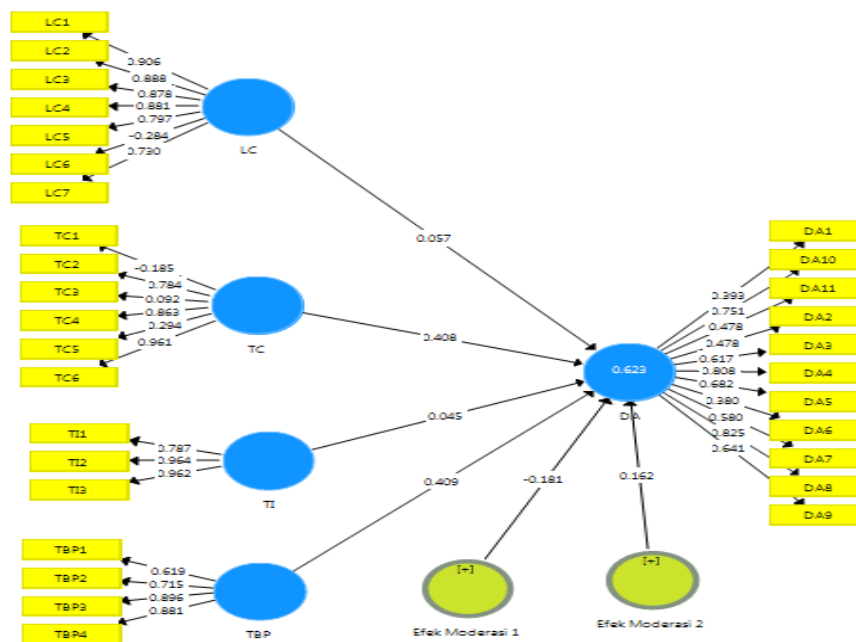 LC1
LC2
LC3
LC4
LC5
LC6
LC7
0.906
0.888
0.878
0.881
0.797
-0.284
0.730
LC
0.057
TC1
TC2
TC3
TC4
TC5
TC6
-0.185
0.784
0.092
0.863
0.294
0.961
TC
0.408
TI1
TI2
TI3
0.787
0.964
0.962
TI
0.045
TBP1
TBP2
TBP3
TBP4
0.619
0.715
0.896
0.881
TBP
0.409
[+]
Efek Moderasi 1
-0.181
[+]
Efek Moderasi 2
0.162
0.623
DA
0.393
0.751
0.478
0.478
0.617
0.808
0.682
0.380
0.580
0.825
0.641
DA1
DA10
DA11
DA2
DA3
DA4
DA5
DA6
DA7
DA8
DA9